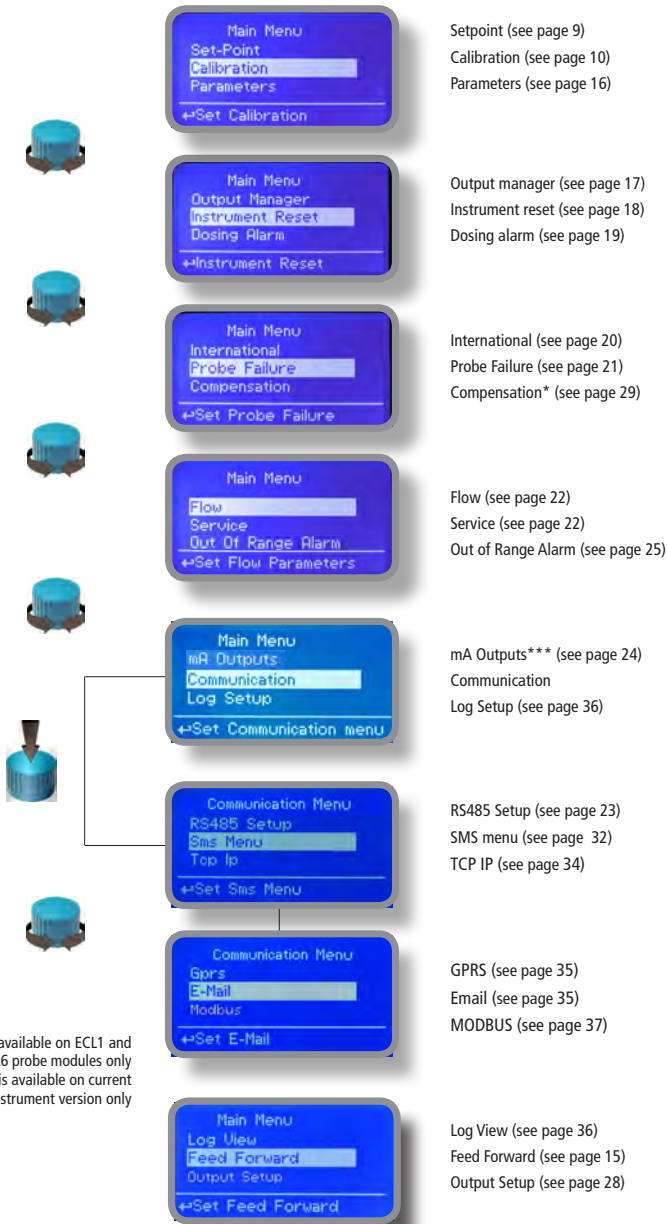 Main Menu
Set-Point
Calibration
Parameters
↵Set Calibration
Setpoint (see page 9)
Calibration (see page 10)
Parameters (see page 16)
Main Menu
Output Manager
Instrument Reset
Dosing Alarm
↵Instrument Reset
Output manager (see page 17)
Instrument reset (see page 18)
Dosing alarm (see page 19)
Main Menu
International
Probe Failure
Compensation
↵Set Probe Failure
International (see page 20)
Probe Failure (see page 21)
Compensation* (see page 29)
Main Menu
Flow
Service
Out Of Range Alarm
↵Set Flow Parameters
Flow (see page 22)
Service (see page 22)
Out of Range Alarm (see page 25)
Main Menu
mA Outputs
Communication
Log Setup
↵Set Communication menu
mA Outputs*** (see page 24)
Communication
Log Setup (see page 36)
Communication Menu
RS485 Setup
Sms Menu
Tcp Ip
↵Set Sms Menu
RS485 Setup (see page 23)
SMS menu (see page 32)
TCP IP (see page 34)
Communication Menu
Gprs
E-Mail
Modbus
↵Set E-Mail
GPRS (see page 35)
Email (see page 35)
MODBUS (see page 37)
available on ECL1 and
6 probe modules only
is available on current
strument version only
Main Menu
Log View
Feed Forward
Output Setup
↵Set Feed Forward
Log View (see page 36)
Feed Forward (see page 15)
Output Setup (see page 28)